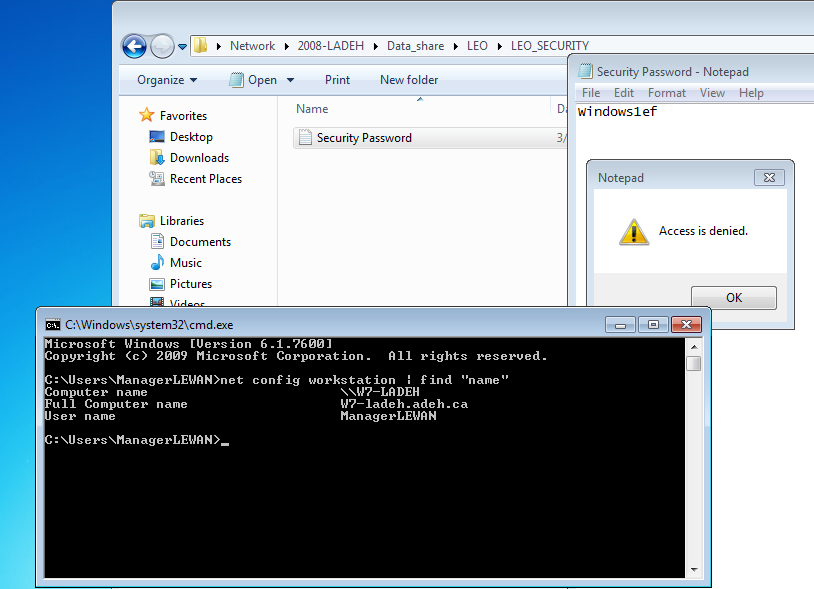 Network 2008-LADEH Data_share LEO LEO_SECURITY
Organize Open Print New folder
Name
Favorites
Desktop
Downloads
Recent Places
Libraries
Documents
Music
Pictures
Videos
Security Password 3/
Security Password - Notepad
File Edit Format View Help
Windows1ef
Notepad
Access is denied.
OK
C:\Windows\system32\cmd.exe
Microsoft Windows [Version 6.1.7600]
Copyright (c) 2009 Microsoft Corporation. All rights reserved.
C:\Users\ManagerLEWAN>net config workstation | find "name"
Computer name \\W7-LADEH
Full Computer name W7-ladeh.adeh.ca
User name ManagerLEWAN
C:\Users\ManagerLEWAN>_